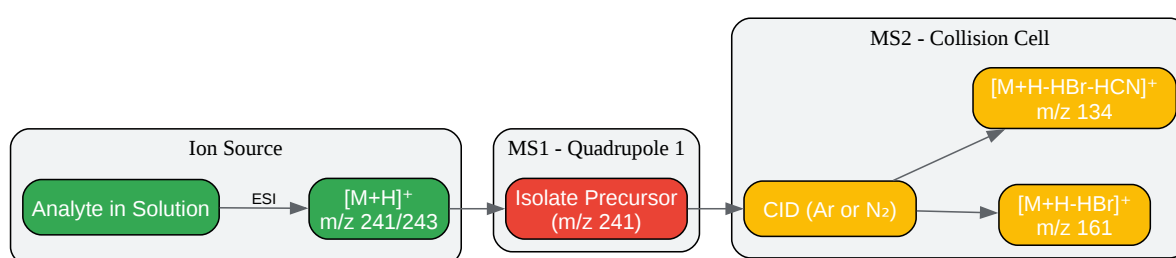 Ion Source
Analyte in Solution
ESI
[M+H]⁺
m/z 241/243
MS1 - Quadrupole 1
Isolate Precursor
(m/z 241)
MS2 - Collision Cell
CID (Ar or N₂)
[M+H-HBr-HCN]⁺
m/z 134
[M+H-HBr]⁺
m/z 161